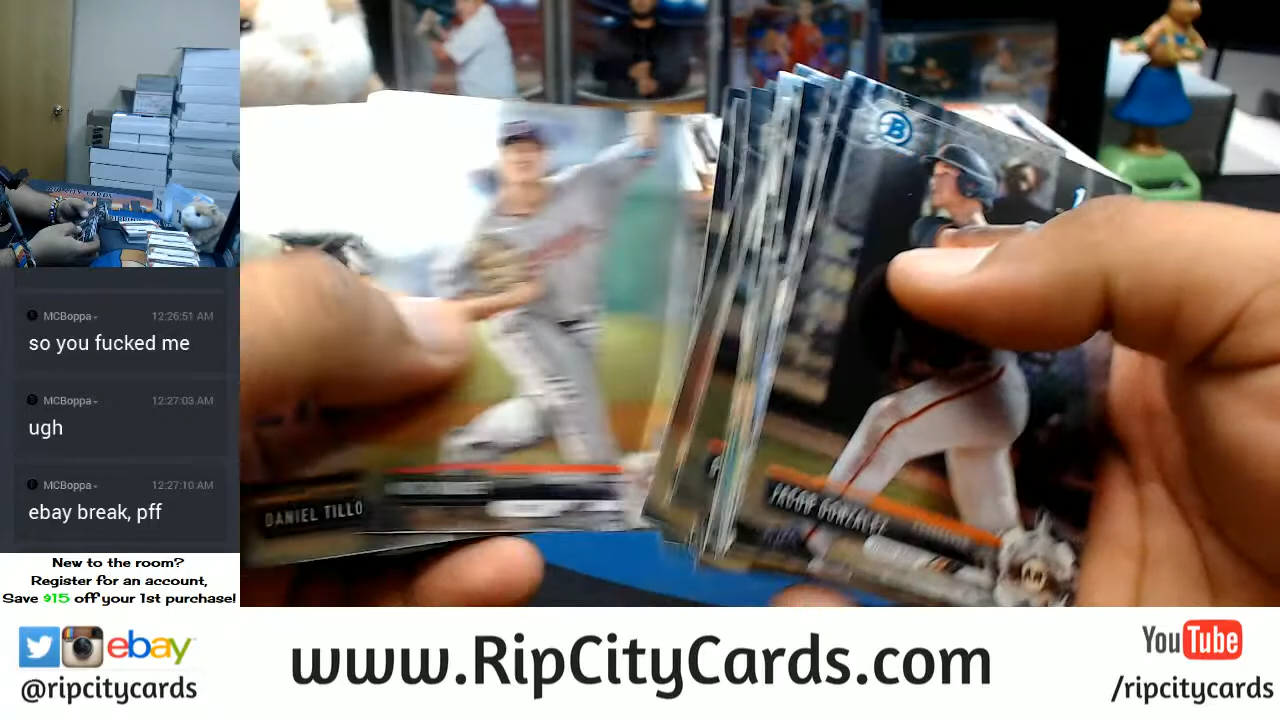 MCBoppa 12:26:51 AM
so you fucked me
MCBoppa 12:27:03 AM
ugh
MCBoppa 12:27:10 AM
ebay break, pff
New to the room?
Register for an account,
Save $15 off your 1st purchase!
DANIEL TILLO
B
JACOB GONZALEZ
ebay
@ripcitycards
www.RipCityCards.com
YouTube
/ripcitycards